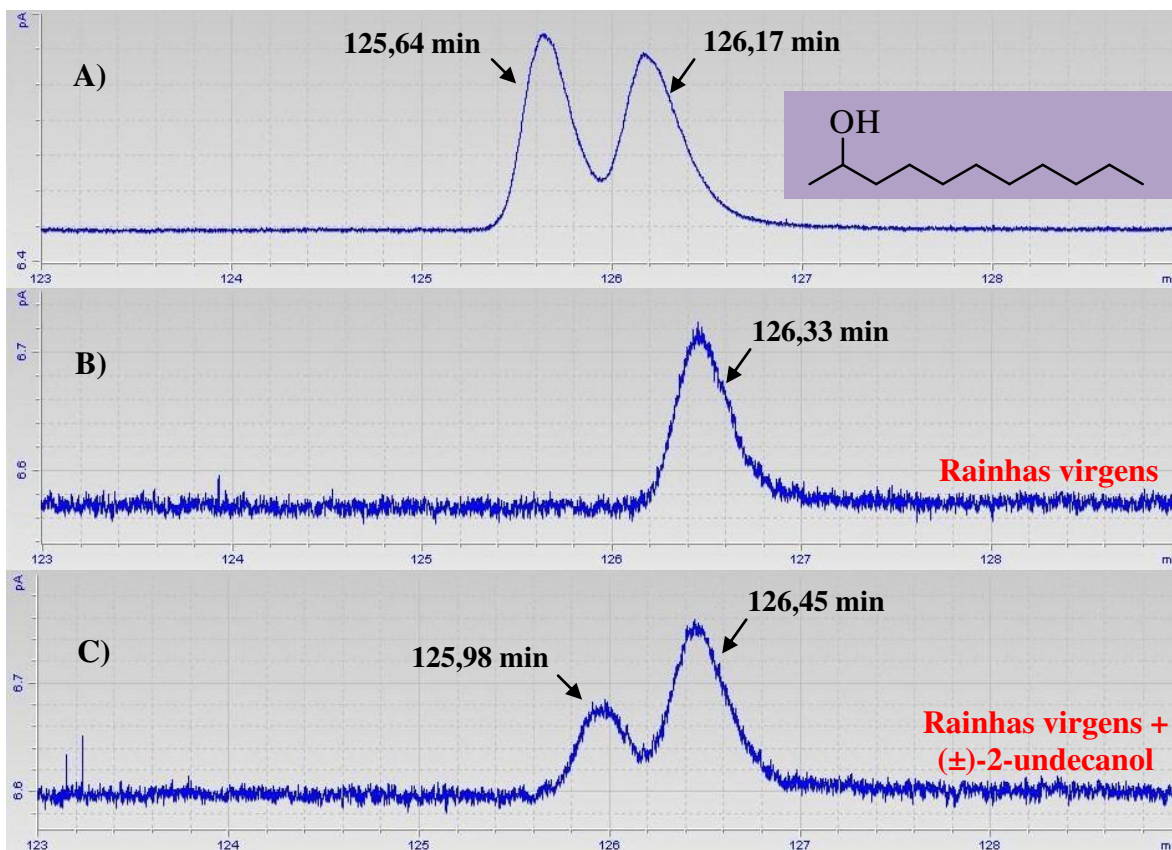 pA
A)
125,64 min
126,17 min
OH
6.4
123
124
125
126
127
128
m
pA
B)
126,33 min
6.7
6.6
Rainhas virgens
123
124
125
126
127
128
m
pA
C)
125,98 min
126,45 min
6.7
6.6
Rainhas virgens +
(±)-2-undecanol
123
124
125
126
127
128
m